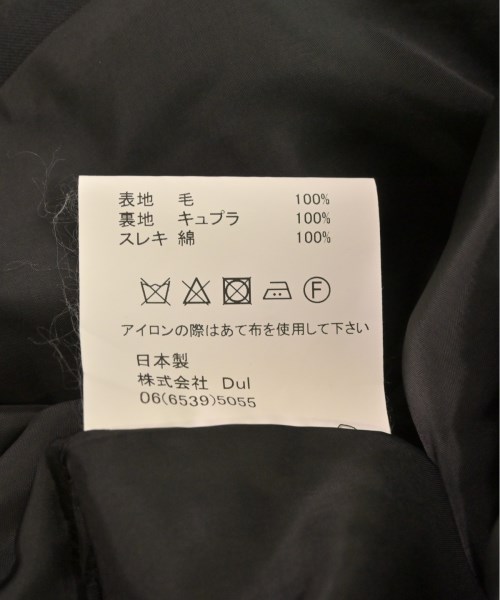 表地 毛 100%
裏地 キュプラ 100%
スレキ 綿 100%
F
アイロンの際はあて布を使用して下さい
日本製
株式会社 Dul
06(6539)5055